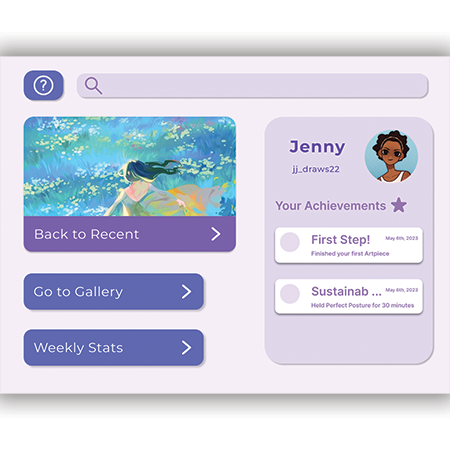 ?
Back to Recent
Go to Gallery
Weekly Stats
Jenny
jj_draws22
Your Achievements
First Step!
May 6th, 2023
Finished your first Artpiece
Sustainab ...
May 6th, 2023
Held Perfect Posture for 30 minutes